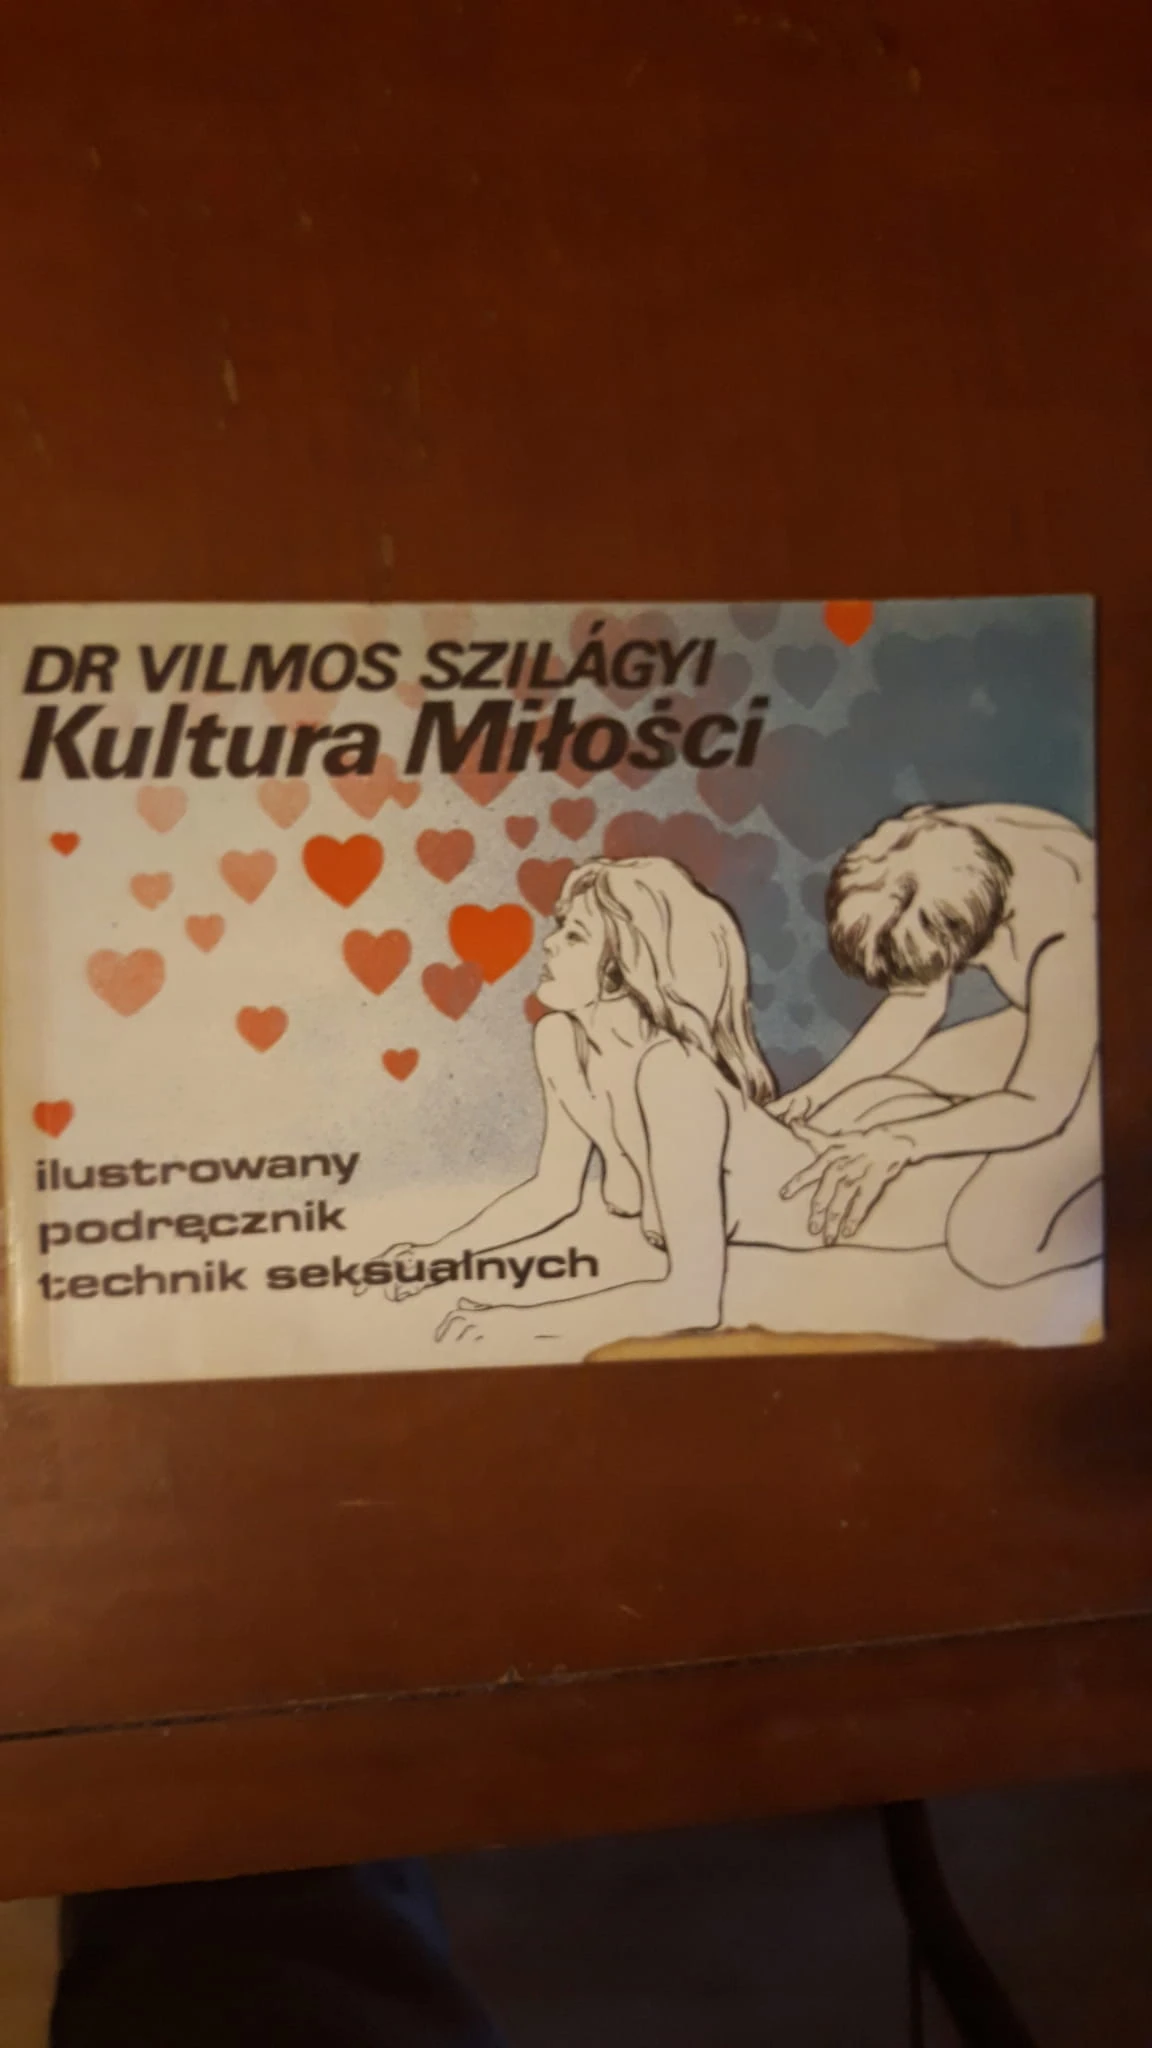 DR VILMOS SZILÁGYI
Kultura Miłości
ilustrowany
podręcznik
technik seksualnych